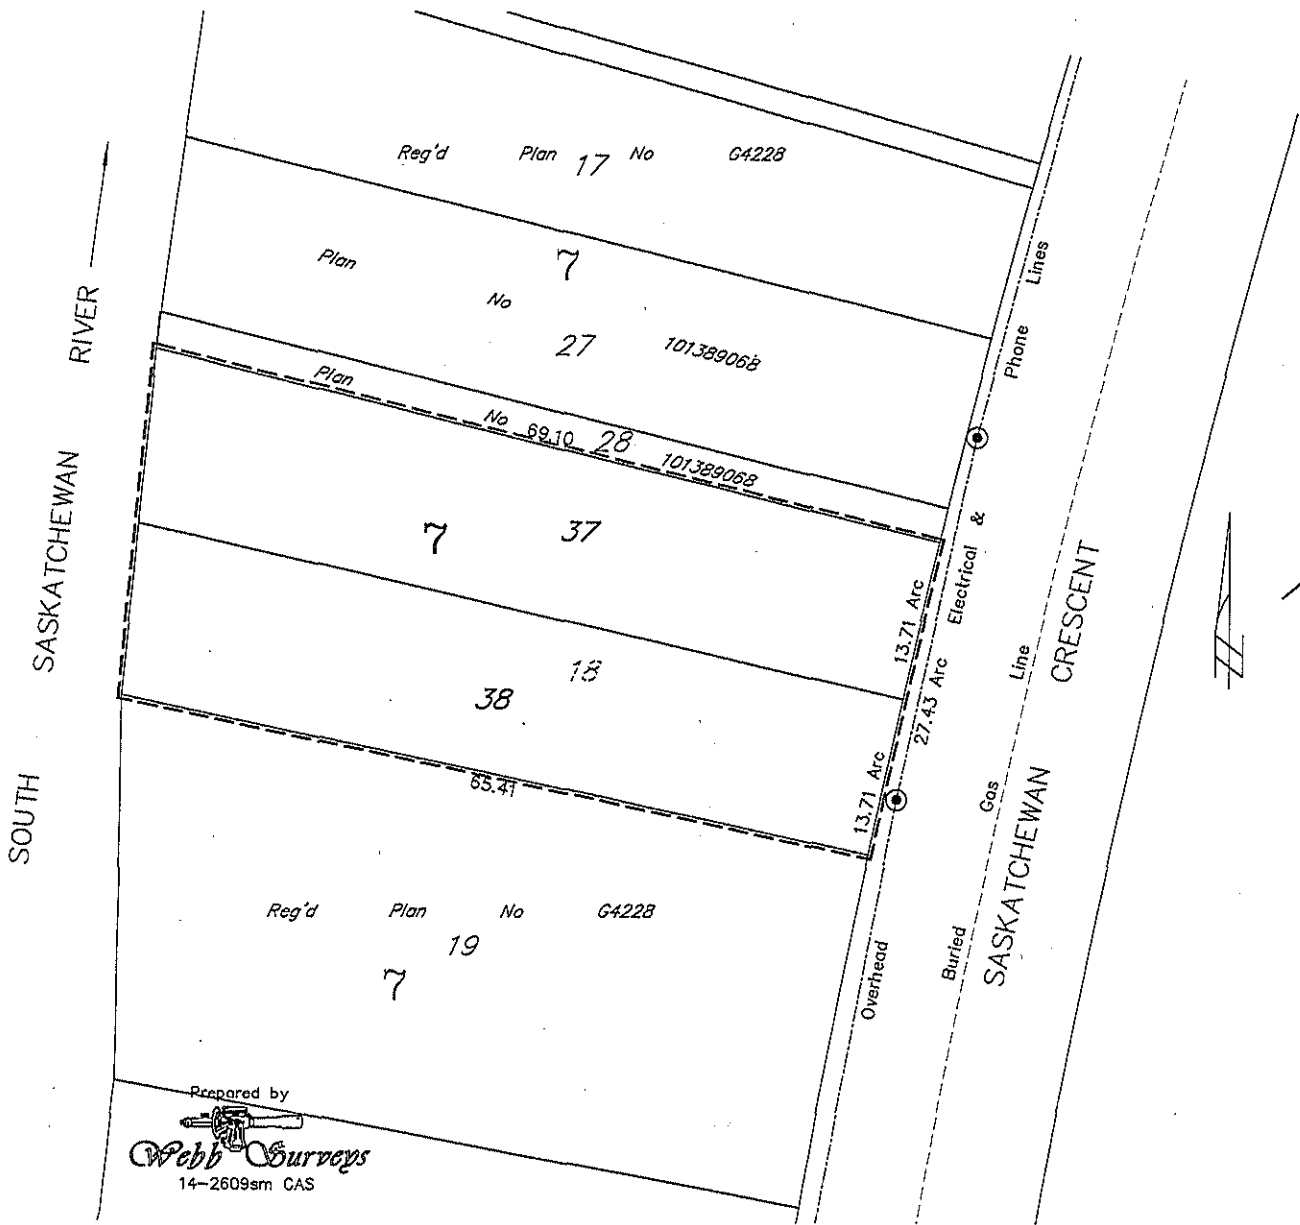 Reg'd Plan 17 No G4228
Plan 7
No
27 101389068
Plan
No 69.10 28 101389068
7 37
18
38
65.41
13.71 Arc
13.71 Arc
27.43 Arc
Reg'd Plan No G4228
19
7
SOUTH SASKATCHEWAN RIVER
Overhead Electrical & Phone Lines
Buried Gas Line
SASKATCHEWAN CRESCENT
Prepared by
Webb Surveys
14-2609sm CAS